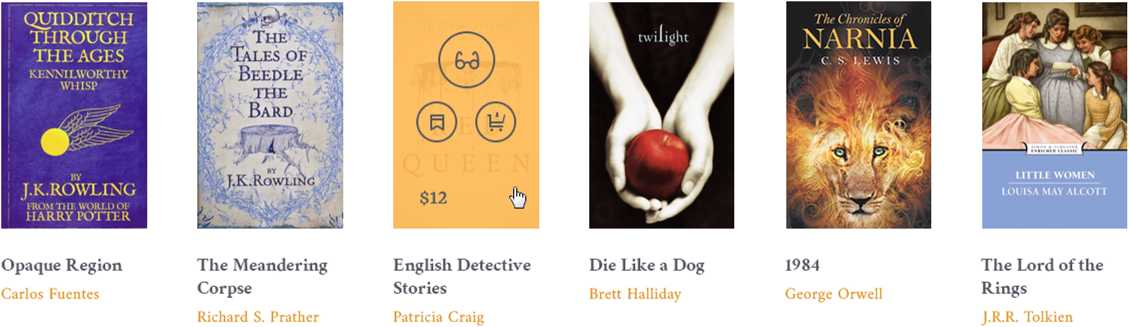 QUIDDITCH
THROUGH
THE AGES
KENNILWORTHY
WHISP
BY
J.K.ROWLING
FROM THE WORLD OF
HARRY POTTER
THE
TALES OF
BEEDLE
THE
BARD
BY
J.K.ROWLING
QUEEN
$12
twilight
The Chronicles of
NARNIA
C. S. LEWIS
LITTLE WOMEN
LOUISA MAY ALCOTT
Opaque Region
Carlos Fuentes
The Meandering
Corpse
Richard S. Prather
English Detective
Stories
Patricia Craig
Die Like a Dog
Brett Halliday
1984
George Orwell
The Lord of the
Rings
J.R.R. Tolkien